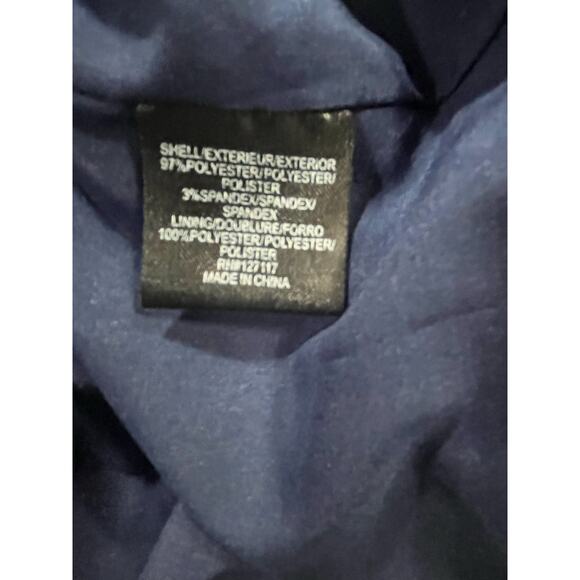 SHELL/EXTERIEUR/EXTERIOR
97%POLYESTER/POLYESTER/
POLISTER
3%SPANDEX/SPANDEX/
SPANDEX
LINING/DOUBLURE/FORRO
100%POLYESTER/POLYESTER/
POLISTER
RH#127117
MADE IN CHINA